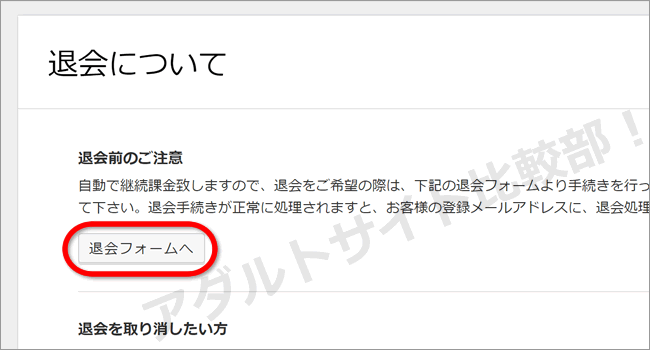 退会について
退会前のご注意
自動で継続課金致しますので、退会をご希望の際は、下記の退会フォームより手続きを行っ
て下さい。退会手続きが正常に処理されますと、お客様の登録メールアドレスに、退会処理
退会フォームへ
アダルトサイト比較部！
退会を取り消したい方